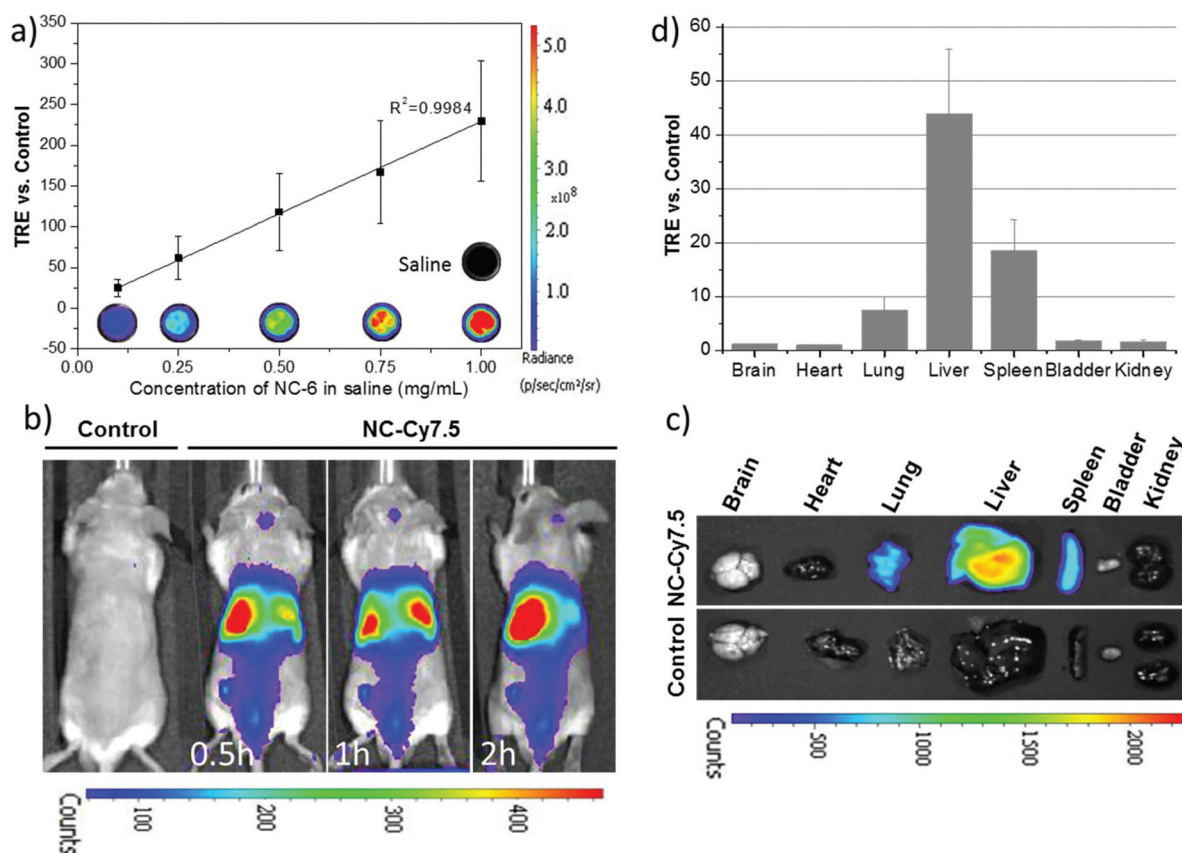 a)
TRE vs. Control
350
300
250
200
150
100
50
0
-50
0.00 0.25 0.50 0.75 1.00
Concentration of NC-6 in saline (mg/mL)
R²=0.9984
Saline
5.0
4.0
3.0
x10⁸
2.0
1.0
Radiance
(p/sec/cm²/sr)
d)
TRE vs. Control
60
50
40
30
20
10
0
Brain Heart Lung Liver Spleen Bladder Kidney
b)
Control NC-Cy7.5
0.5h 1h 2h
Counts
100 200 300 400
c)
Brain Heart Lung Liver Spleen Bladder Kidney
NC-Cy7.5
Control
Counts
500 1000 1500 2000